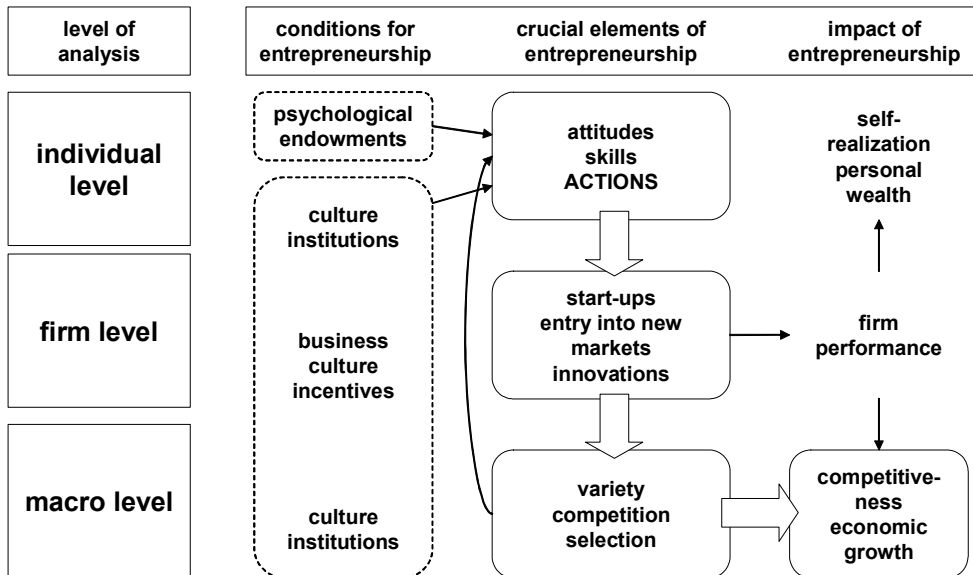 level of
analysis
conditions for
entrepreneurship
crucial elements of
entrepreneurship
impact of
entrepreneurship
individual
level
psychological
endowments
culture
institutions
attitudes
skills
ACTIONS
self-
realization
personal
wealth
firm level
business
culture
incentives
start-ups
entry into new
markets
innovations
firm
performance
macro level
culture
institutions
variety
competition
selection
competitive-
ness
economic
growth